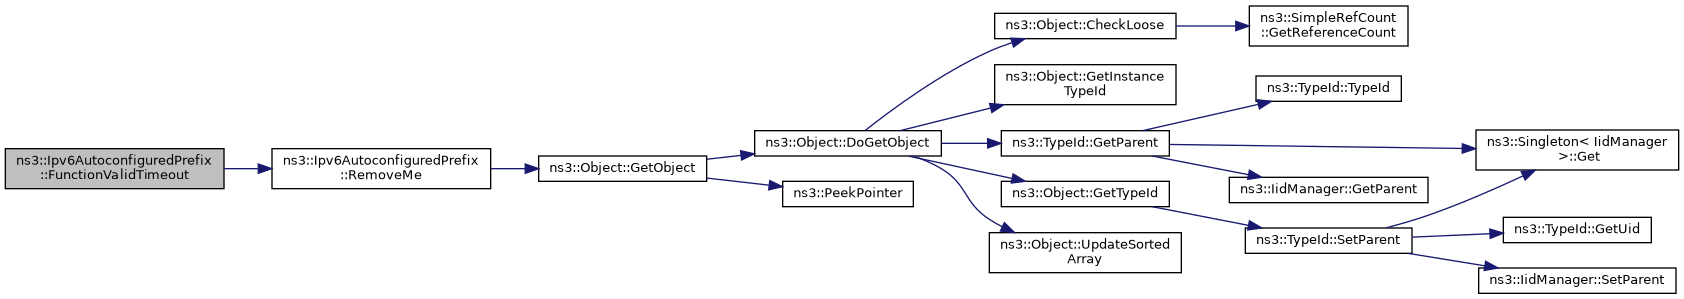 ns3::Ipv6AutoconfiguredPrefix
::FunctionValidTimeout
ns3::Ipv6AutoconfiguredPrefix
::RemoveMe
ns3::Object::GetObject
ns3::Object::DoGetObject
ns3::PeekPointer
ns3::Object::CheckLoose
ns3::Object::GetInstance
TypeId
ns3::TypeId::GetParent
ns3::Object::GetTypeId
ns3::Object::UpdateSorted
Array
ns3::SimpleRefCount
::GetReferenceCount
ns3::TypeId::TypeId
ns3::IidManager::GetParent
ns3::TypeId::SetParent
ns3::Singleton< IidManager
>::Get
ns3::TypeId::GetUid
ns3::IidManager::SetParent